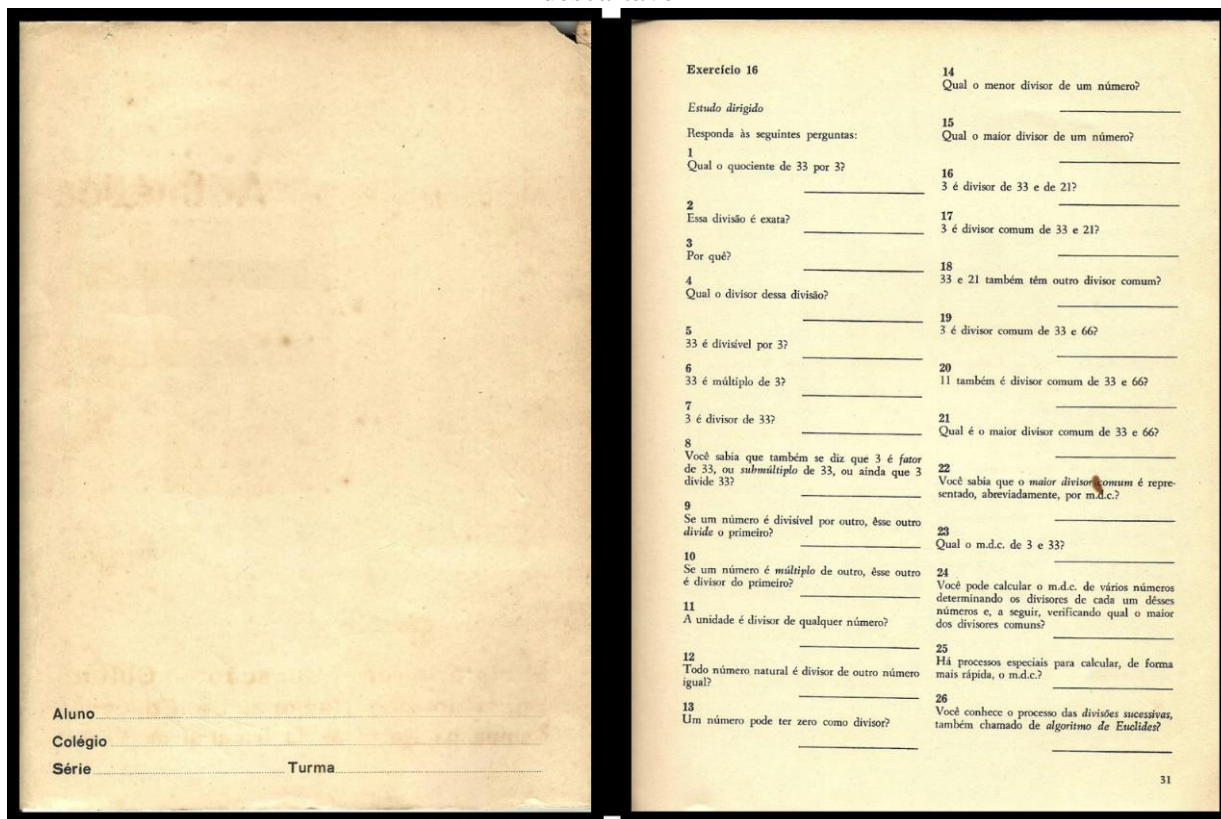 Aluno
Colégio
Série Turma
Exercício 16
Estudo dirigido
Responda às seguintes perguntas:
1
Qual o quociente de 33 por 3?
2
Essa divisão é exata?
3
Por quê?
4
Qual o divisor dessa divisão?
5
33 é divisível por 3?
6
33 é múltiplo de 3?
7
3 é divisor de 33?
8
Você sabia que também se diz que 3 é fator
de 33, ou submúltiplo de 33, ou ainda que 3
divide 33?
9
Se um número é divisível por outro, êsse outro
divide o primeiro?
10
Se um número é múltiplo de outro, êsse outro
é divisor do primeiro?
11
A unidade é divisor de qualquer número?
12
Todo número natural é divisor de outro número
igual?
13
Um número pode ter zero como divisor?
14
Qual o menor divisor de um número?
15
Qual o maior divisor de um número?
16
3 é divisor de 33 e de 21?
17
3 é divisor comum de 33 e 21?
18
33 e 21 também têm outro divisor comum?
19
3 é divisor comum de 33 e 66?
20
11 também é divisor comum de 33 e 66?
21
Qual é o maior divisor comum de 33 e 66?
22
Você sabia que o maior divisor comum é repre-
sentado, abreviadamente, por m.d.c.?
23
Qual o m.d.c. de 3 e 33?
24
Você pode calcular o m.d.c. de vários números
determinando os divisores de cada um dêsses
números e, a seguir, verificando qual o maior
dos divisores comuns?
25
Há processos especiais para calcular, de forma
mais rápida, o m.d.c.?
26
Você conhece o processo das divisões sucessivas,
também chamado de algoritmo de Euclides?
31